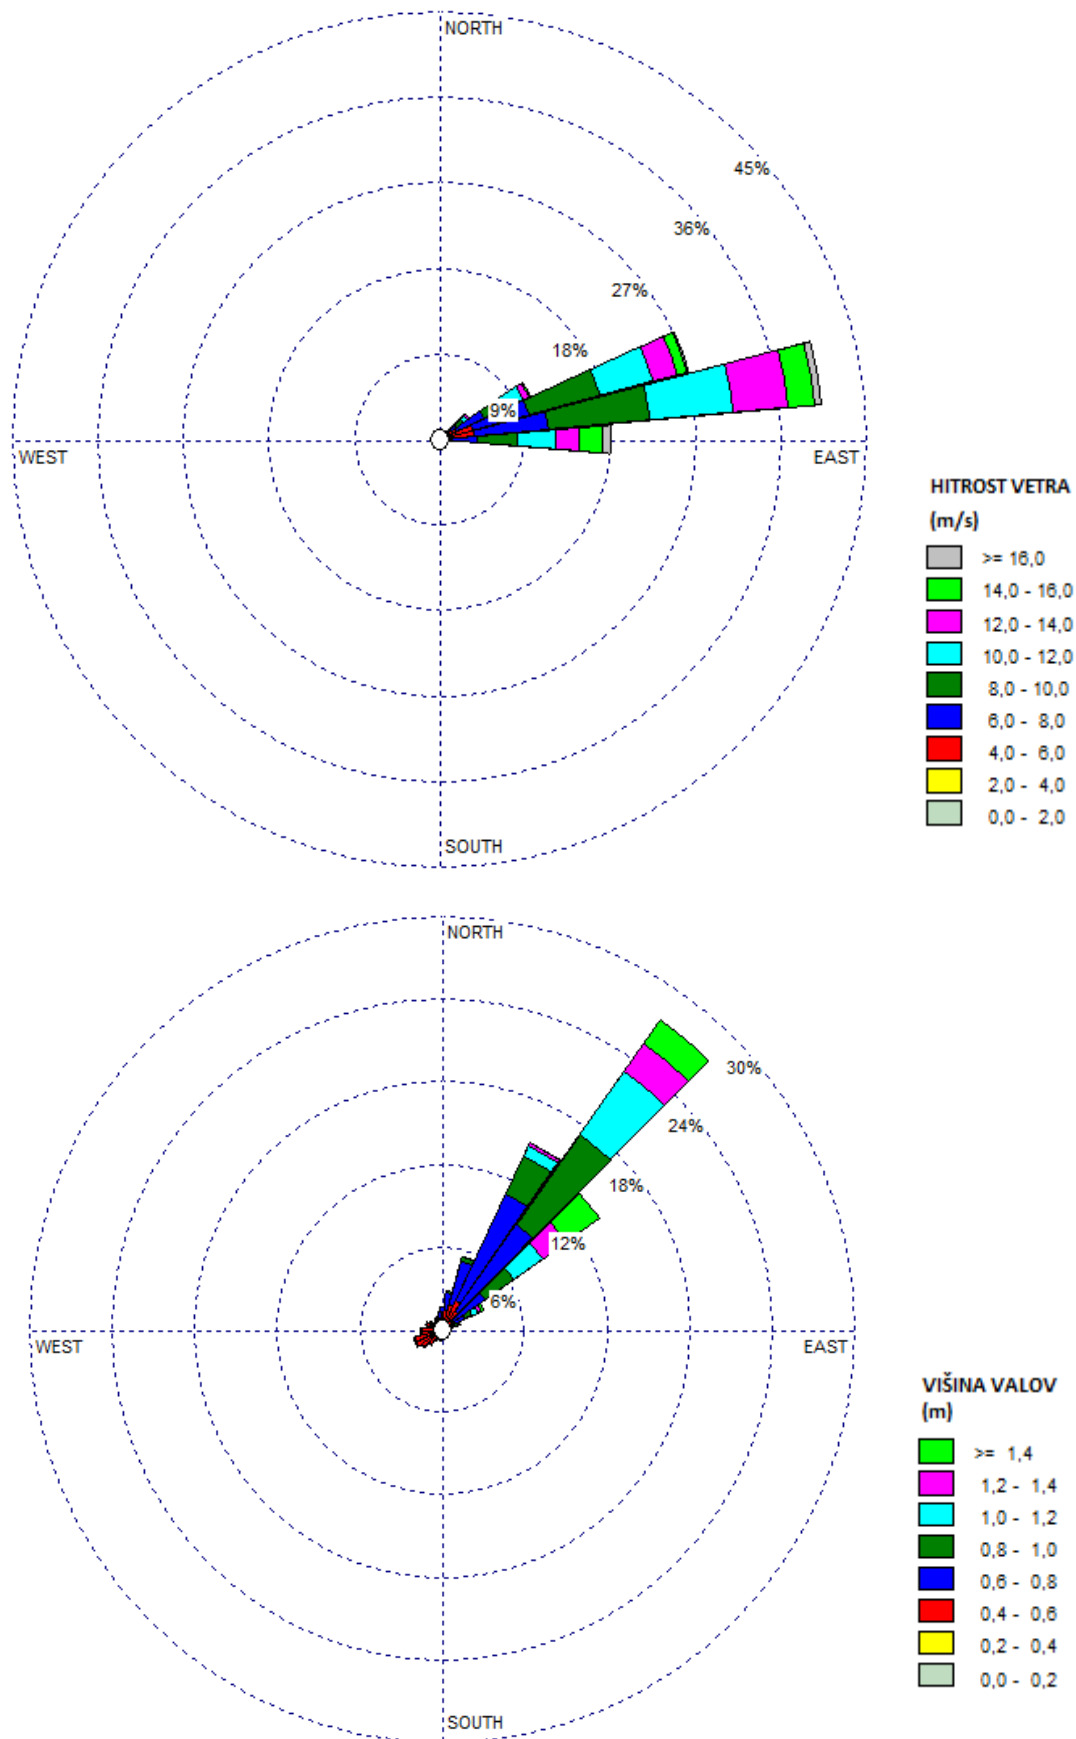 NORTH
45%
36%
27%
18%
9%
WEST
EAST
SOUTH
HITROST VETRA
(m/s)
>= 16,0
14,0 - 16,0
12,0 - 14,0
10,0 - 12,0
8,0 - 10,0
6,0 - 8,0
4,0 - 6,0
2,0 - 4,0
0,0 - 2,0
NORTH
30%
24%
18%
12%
6%
WEST
EAST
SOUTH
VIŠINA VALOV
(m)
>= 1,4
1,2 - 1,4
1,0 - 1,2
0,8 - 1,0
0,6 - 0,8
0,4 - 0,6
0,2 - 0,4
0,0 - 0,2